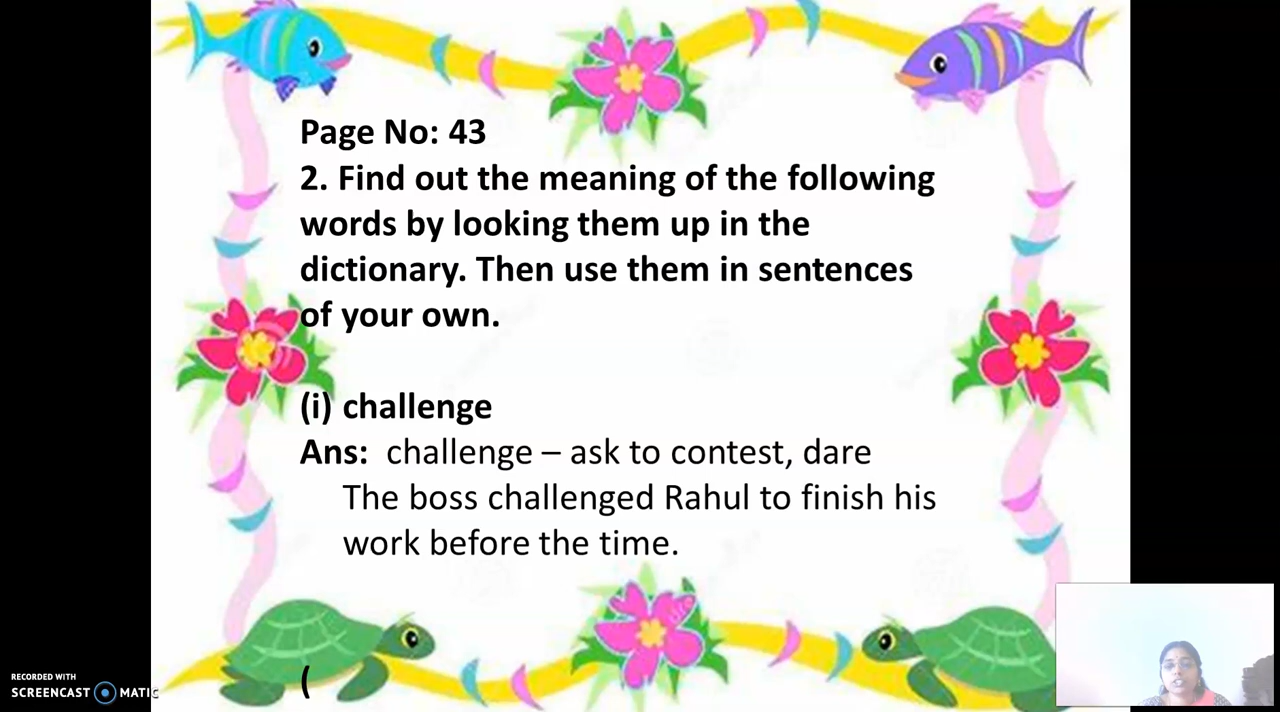 Page No: 43
2. Find out the meaning of the following
words by looking them up in the
dictionary. Then use them in sentences
of your own.
(i) challenge
Ans: challenge – ask to contest, dare
The boss challenged Rahul to finish his
work before the time.
(
RECORDED WITH
SCREENCAST MATIC